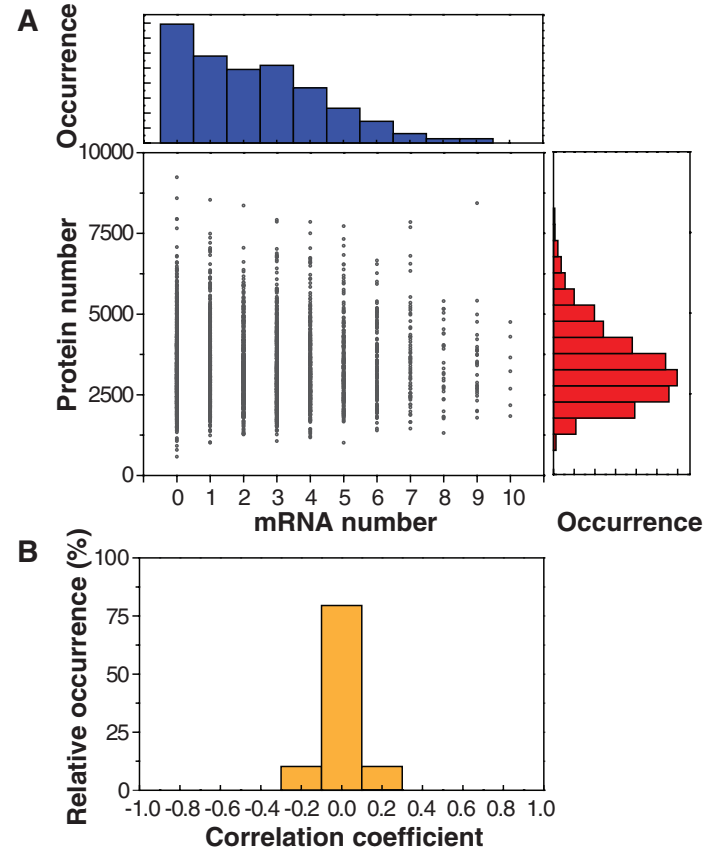 A
Occurrence
10000
7500
5000
2500
0
Protein number
0 1 2 3 4 5 6 7 8 9 10
mRNA number
Occurrence
B
Relative occurrence (%)
100
75
50
25
0
-1.0 -0.8 -0.6 -0.4 -0.2 0.0 0.2 0.4 0.6 0.8 1.0
Correlation coefficient